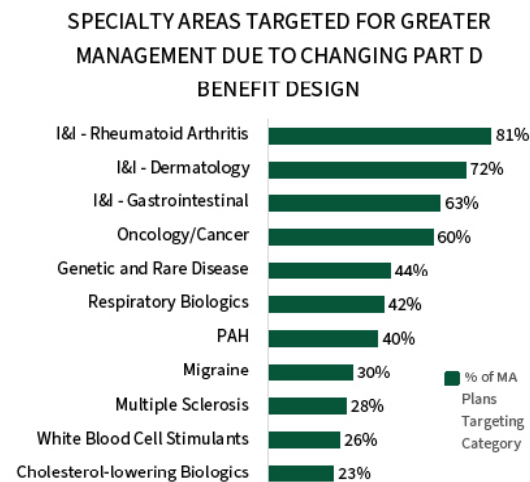 SPECIALTY AREAS TARGETED FOR GREATER
MANAGEMENT DUE TO CHANGING PART D
BENEFIT DESIGN
I&I - Rheumatoid Arthritis 81%
I&I - Dermatology 72%
I&I - Gastrointestinal 63%
Oncology/Cancer 60%
Genetic and Rare Disease 44%
Respiratory Biologics 42%
PAH 40%
Migraine 30%
Multiple Sclerosis 28%
White Blood Cell Stimulants 26%
Cholesterol-lowering Biologics 23%
% of MA
Plans
Targeting
Category